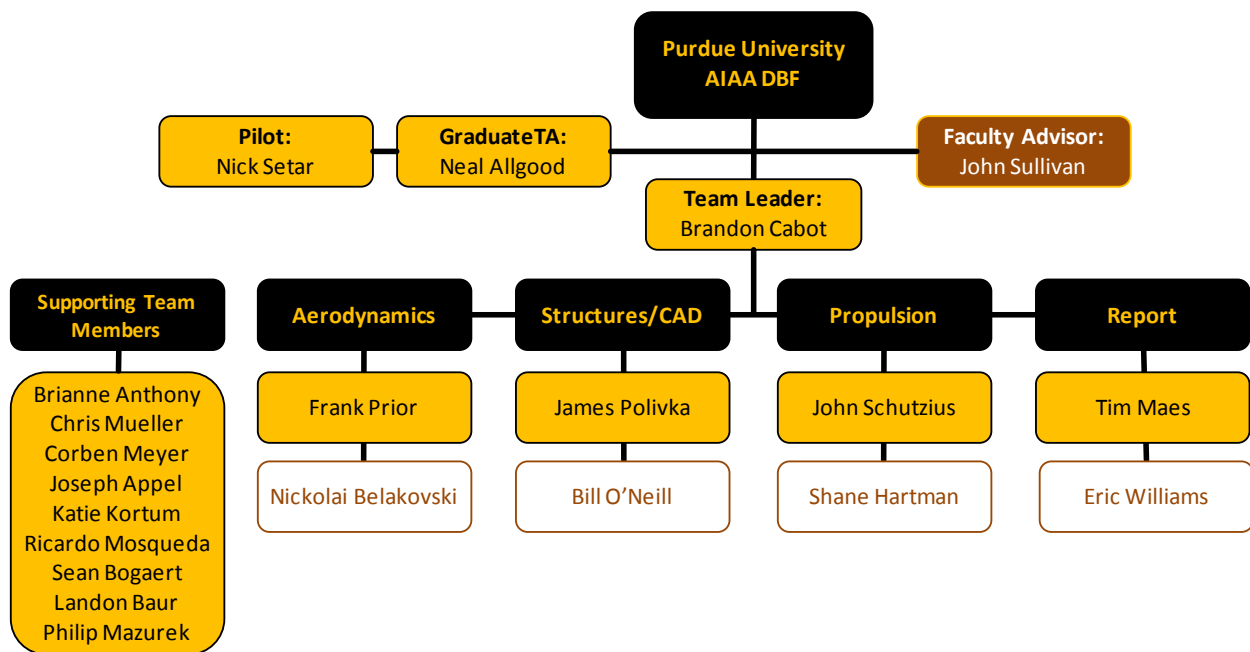 Purdue University
AIAA DBF
Pilot:
Nick Setar
GraduateTA:
Neal Allgood
Faculty Advisor:
John Sullivan
Team Leader:
Brandon Cabot
Supporting Team
Members
Aerodynamics
Structures/CAD
Propulsion
Report
Brianne Anthony
Chris Mueller
Corben Meyer
Joseph Appel
Katie Kortum
Ricardo Mosqueda
Sean Bogaert
Landon Baur
Philip Mazurek
Frank Prior
James Polivka
John Schutzius
Tim Maes
Nickolai Belakovski
Bill O’Neill
Shane Hartman
Eric Williams